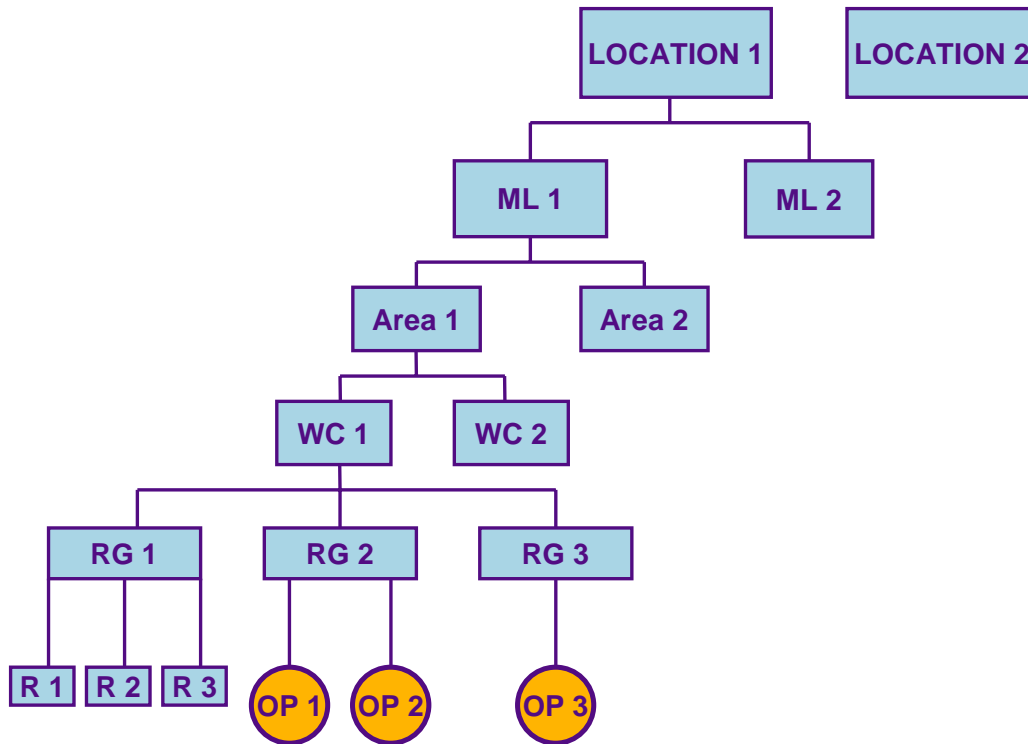 LOCATION 1
LOCATION 2
ML 1
ML 2
Area 1
Area 2
WC 1
WC 2
RG 1
RG 2
RG 3
R 1
R 2
R 3
OP 1
OP 2
OP 3